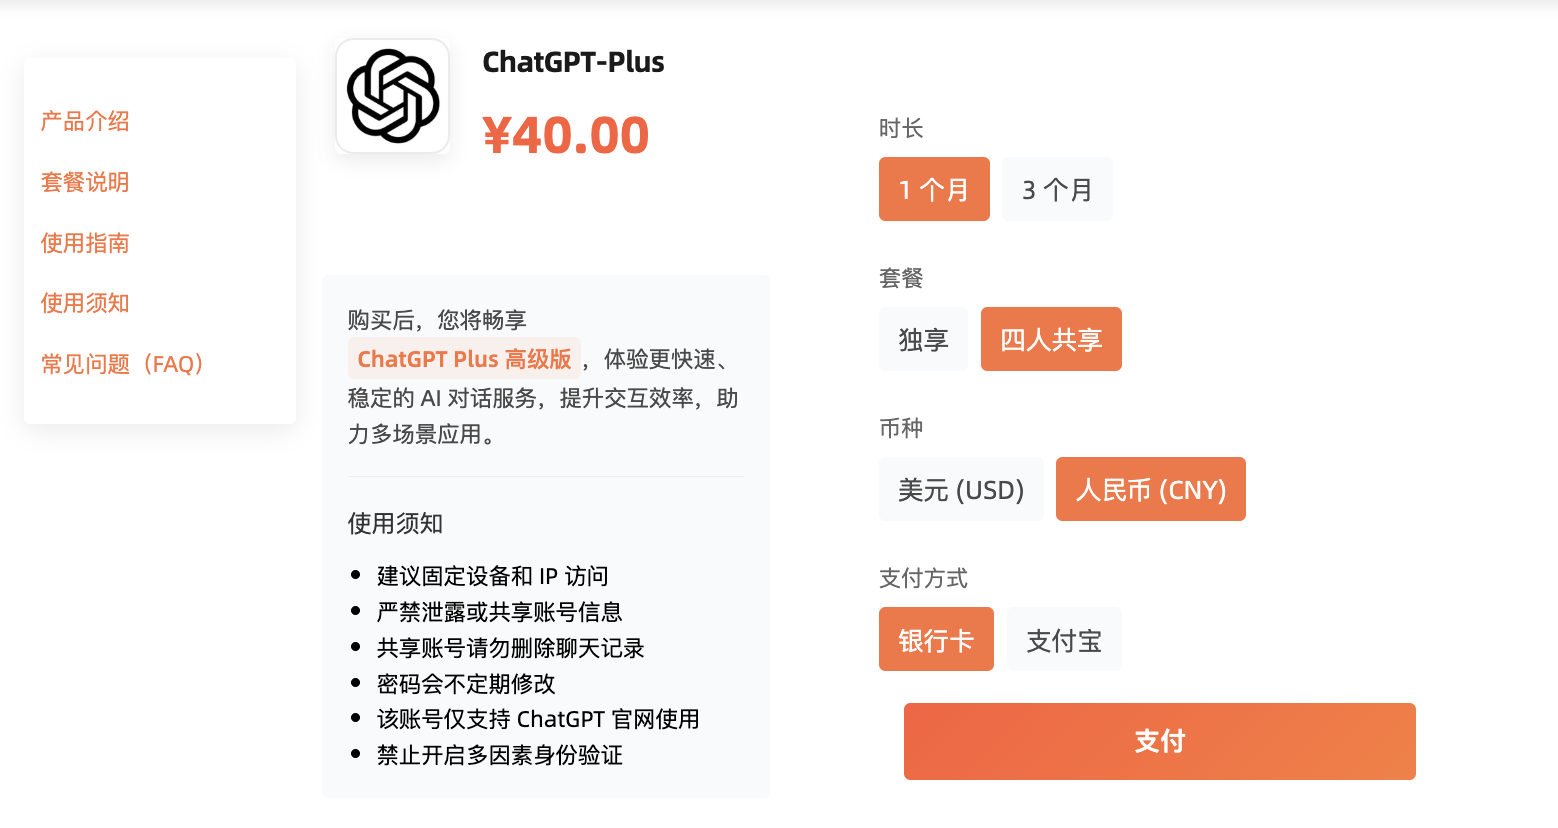 产品介绍
套餐说明
使用指南
使用须知
常见问题（FAQ）
ChatGPT-Plus
¥40.00
购买后，您将畅享
ChatGPT Plus 高级版，体验更快速、
稳定的 AI 对话服务，提升交互效率，助
力多场景应用。
使用须知
• 建议固定设备和 IP 访问
• 严禁泄露或共享账号信息
• 共享账号请勿删除聊天记录
• 密码会不定期修改
• 该账号仅支持 ChatGPT 官网使用
• 禁止开启多因素身份验证
时长
1 个月 3 个月
套餐
独享 四人共享
币种
美元 (USD) 人民币 (CNY)
支付方式
银行卡 支付宝
支付